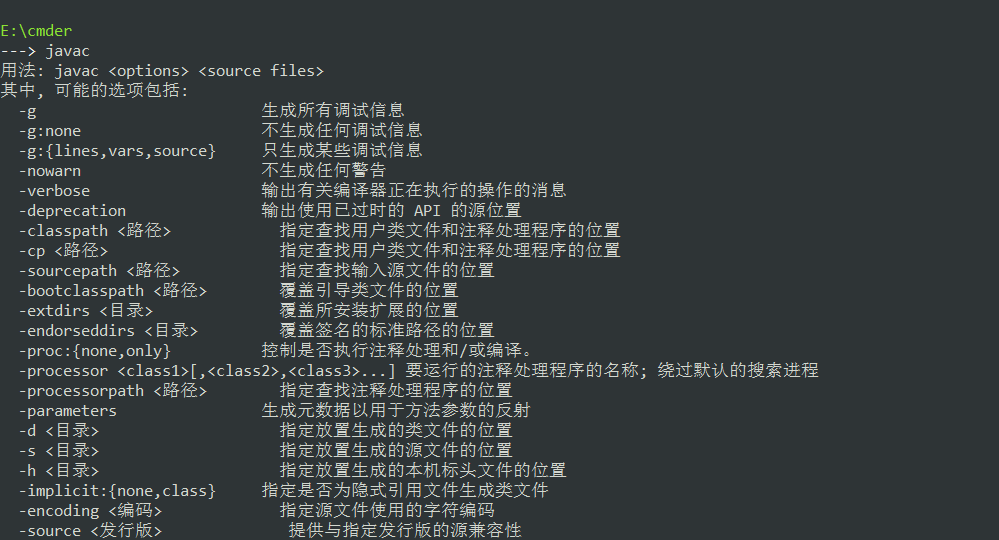 E:\cmder
---> javac
用法: javac <options> <source files>
其中, 可能的选项包括:
-g 生成所有调试信息
-g:none 不生成任何调试信息
-g:{lines,vars,source} 只生成某些调试信息
-nowarn 不生成任何警告
-verbose 输出有关编译器正在执行的操作的消息
-deprecation 输出使用已过时的 API 的源位置
-classpath <路径> 指定查找用户类文件和注释处理程序的位置
-cp <路径> 指定查找用户类文件和注释处理程序的位置
-sourcepath <路径> 指定查找输入源文件的位置
-bootclasspath <路径> 覆盖引导类文件的位置
-extdirs <目录> 覆盖所安装扩展的位置
-endorseddirs <目录> 覆盖签名的标准路径的位置
-proc:{none,only} 控制是否执行注释处理和/或编译。
-processor <class1>[,<class2>,<class3>...] 要运行的注释处理程序的名称; 绕过默认的搜索进程
-processorpath <路径> 指定查找注释处理程序的位置
-parameters 生成元数据以用于方法参数的反射
-d <目录> 指定放置生成的类文件的位置
-s <目录> 指定放置生成的源文件的位置
-h <目录> 指定放置生成的本机标头文件的位置
-implicit:{none,class} 指定是否为隐式引用文件生成类文件
-encoding <编码> 指定源文件使用的字符编码
-source <发行版> 提供与指定发行版的源兼容性